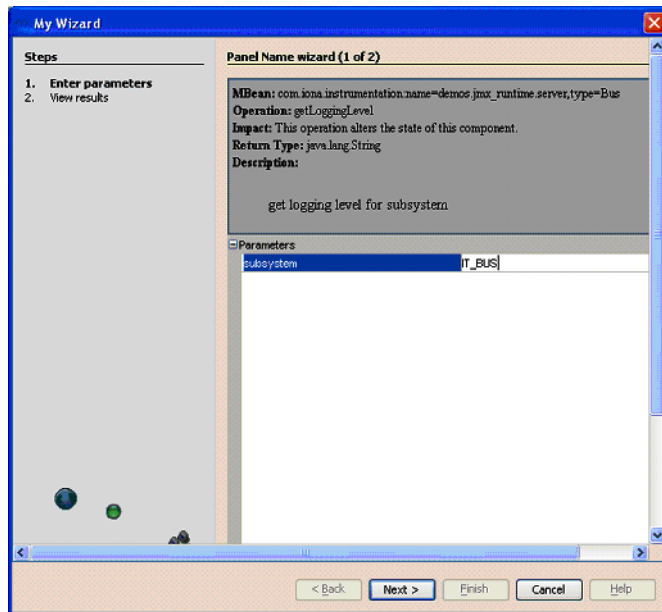 My Wizard
Steps
1. Enter parameters
2. View results
Panel Name wizard (1 of 2)
MBean: com.iona.instrumentation:name=demos.jmx_runtime.server,type=Bus
Operation: getLoggingLevel
Impact: This operation alters the state of this component.
Return Type: java.lang.String
Description:
get logging level for subsystem
Parameters
subsystem IT_BUS
< Back Next > Finish Cancel Help